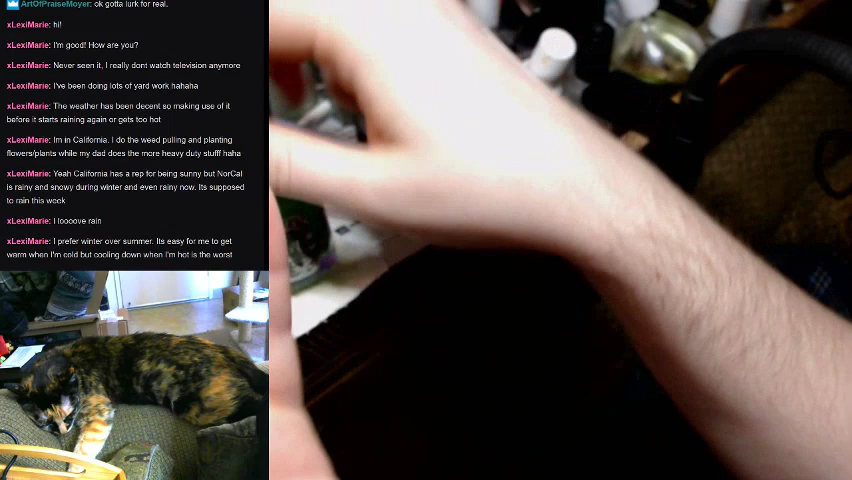 ArtOfPraiseMoyer: ok gotta lurk for real.
xLexiMarie: hi!
xLexiMarie: I'm good! How are you?
xLexiMarie: Never seen it, I really dont watch television anymore
xLexiMarie: I've been doing lots of yard work hahaha
xLexiMarie: The weather has been decent so making use of it
before it starts raining again or gets too hot
xLexiMarie: Im in California. I do the weed pulling and planting
flowers/plants while my dad does the more heavy duty stufff haha
xLexiMarie: Yeah California has a rep for being sunny but NorCal
is rainy and snowy during winter and even rainy now. Its supposed
to rain this week
xLexiMarie: I loooove rain
xLexiMarie: I prefer winter over summer. Its easy for me to get
warm when I'm cold but cooling down when I'm hot is the worst